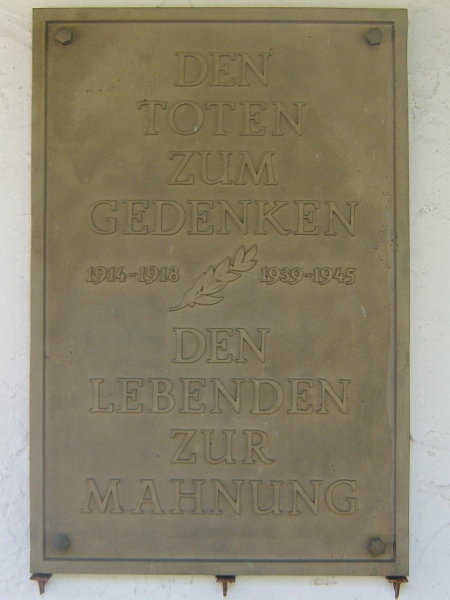 DEN
TOTEN
ZUM
GEDENKEN
1914-1918 1939-1945
DEN
LEBENDEN
ZUR
MAHNUNG